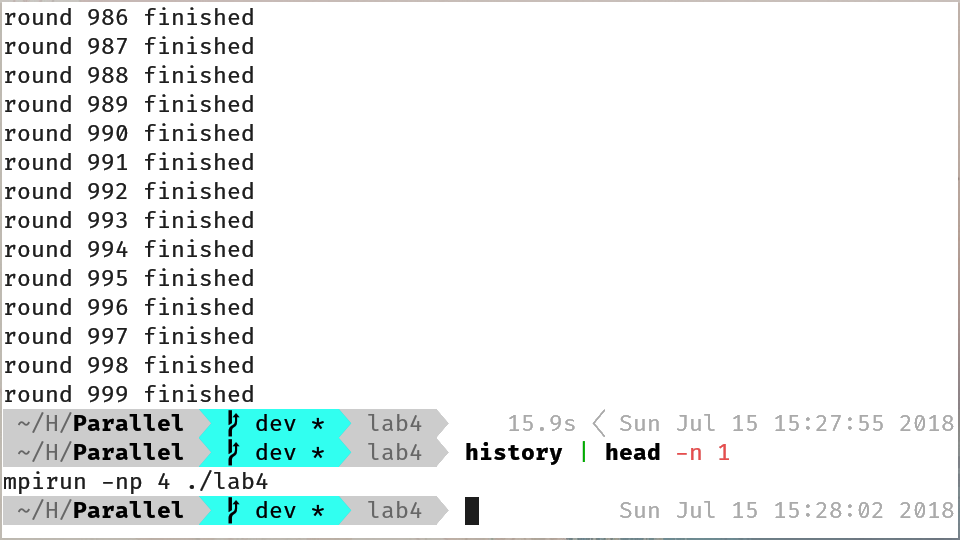 round 986 finished
round 987 finished
round 988 finished
round 989 finished
round 990 finished
round 991 finished
round 992 finished
round 993 finished
round 994 finished
round 995 finished
round 996 finished
round 997 finished
round 998 finished
round 999 finished
~/H/Parallel dev * lab4 15.9s Sun Jul 15 15:27:55 2018
~/H/Parallel dev * lab4 history | head -n 1
mpirun -np 4 ./lab4
~/H/Parallel dev * lab4 Sun Jul 15 15:28:02 2018